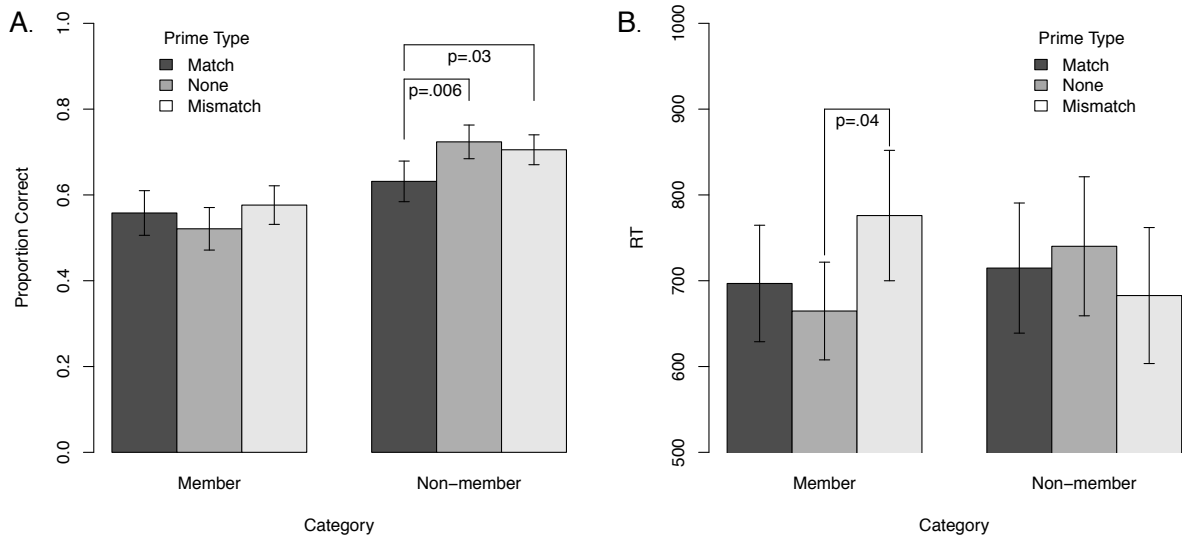 A.
Prime Type
Match
None
Mismatch
p=.03
p=.006
Proportion Correct
1.0
0.8
0.6
0.4
0.2
0.0
Member
Non−member
Category
B.
Prime Type
Match
None
Mismatch
p=.04
RT
1000
900
800
700
600
500
Member
Non−member
Category